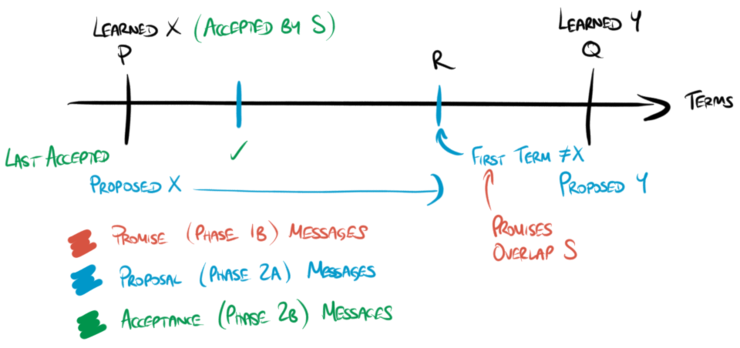 LEARNED X (ACCEPTED BY S)
P
LEARNED Y
Q
R
TERMS
LAST ACCEPTED
✓
FIRST TERM ≠X
PROPOSED X
PROPOSED Y
PROMISES
OVERLAP S
PROMISE (PHASE 1B) MESSAGES
PROPOSAL (PHASE 2A) MESSAGES
ACCEPTANCE (PHASE 2B) MESSAGES